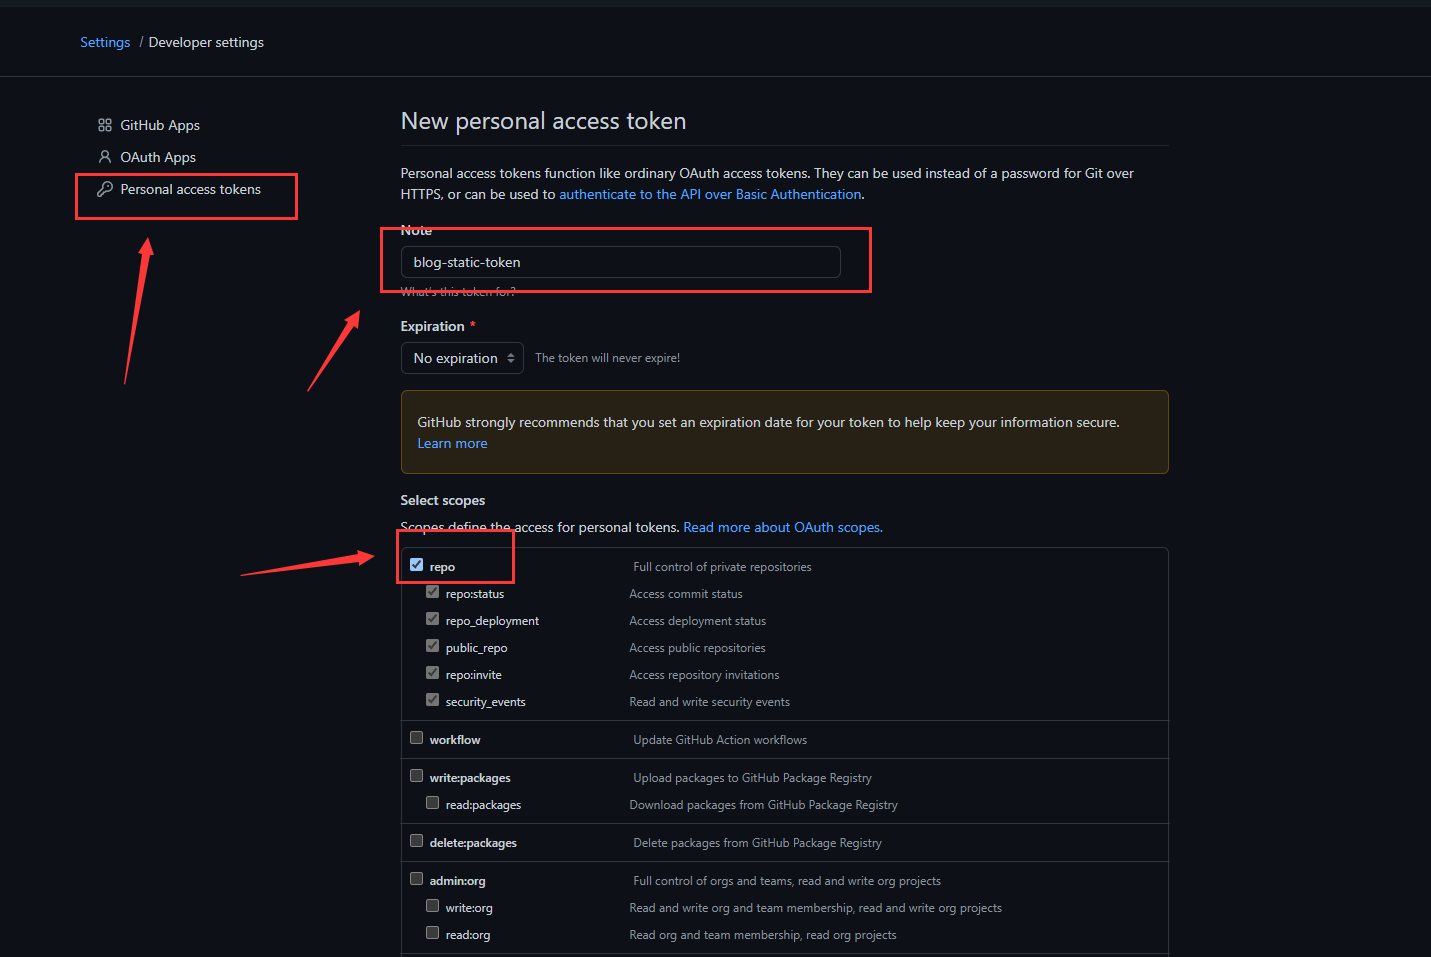 Settings / Developer settings
GitHub Apps
OAuth Apps
Personal access tokens
New personal access token
Personal access tokens function like ordinary OAuth access tokens. They can be used instead of a password for Git over
HTTPS, or can be used to authenticate to the API over Basic Authentication.
Note
blog-static-token
What's this token for?
Expiration *
No expiration The token will never expire!
GitHub strongly recommends that you set an expiration date for your token to help keep your information secure.
Learn more
Select scopes
Scopes define the access for personal tokens. Read more about OAuth scopes.
repo Full control of private repositories
repo:status Access commit status
repo_deployment Access deployment status
public_repo Access public repositories
repo:invite Access repository invitations
security_events Read and write security events
workflow Update GitHub Action workflows
write:packages Upload packages to GitHub Package Registry
read:packages Download packages from GitHub Package Registry
delete:packages Delete packages from GitHub Package Registry
admin:org Full control of orgs and teams, read and write org projects
write:org Read and write org and team membership, read and write org projects
read:org Read org and team membership, read org projects